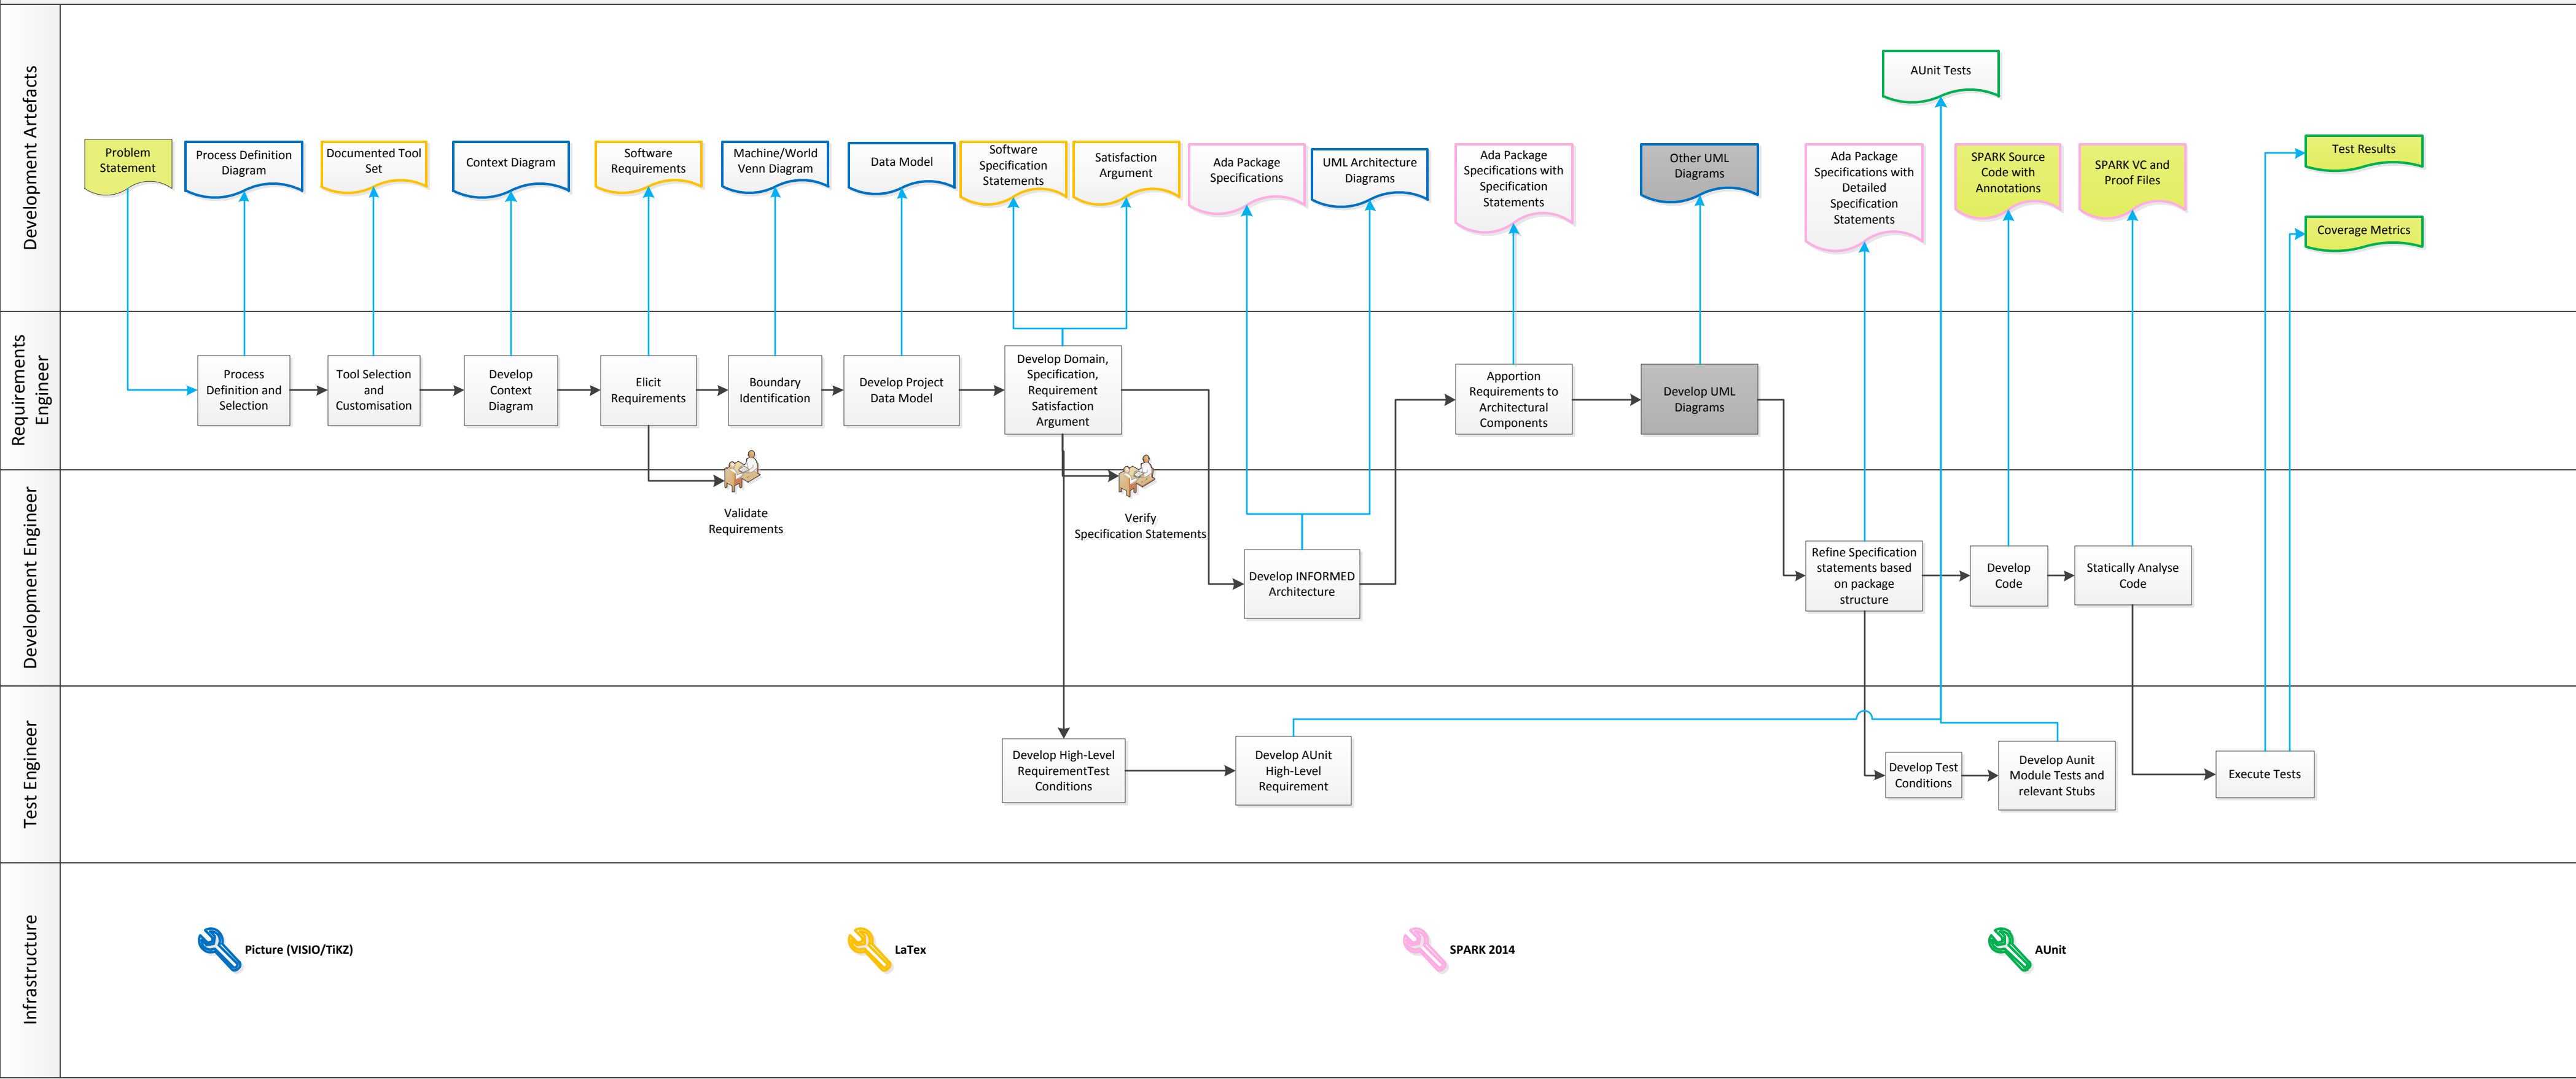 Development Artefacts
Problem
Statement
Process Definition
Diagram
Documented Tool
Set
Context Diagram
Software
Requirements
Machine/World
Venn Diagram
Data Model
Software
Specification
Statements
Satisfaction
Argument
Ada Package
Specifications
UML Architecture
Diagrams
Ada Package
Specifications with
Specification
Statements
Other UML
Diagrams
Ada Package
Specifications with
Detailed
Specification
Statements
AUnit Tests
SPARK Source
Code with
Annotations
SPARK VC and
Proof Files
Test Results
Coverage Metrics
Requirements
Engineer
Process
Definition and
Selection
Tool Selection
and
Customisation
Develop
Context
Diagram
Elicit
Requirements
Boundary
Identification
Develop Project
Data Model
Develop Domain,
Specification,
Requirement
Satisfaction
Argument
Apportion
Requirements to
Architectural
Components
Develop UML
Diagrams
Development Engineer
Validate
Requirements
Verify
Specification Statements
Develop INFORMED
Architecture
Refine Specification
statements based
on package
structure
Develop
Code
Statically Analyse
Code
Test Engineer
Develop High-Level
RequirementTest
Conditions
Develop AUnit
High-Level
Requirement
Develop Test
Conditions
Develop Aunit
Module Tests and
relevant Stubs
Execute Tests
Infrastructure
Picture (VISIO/TiKZ)
LaTex
SPARK 2014
AUnit